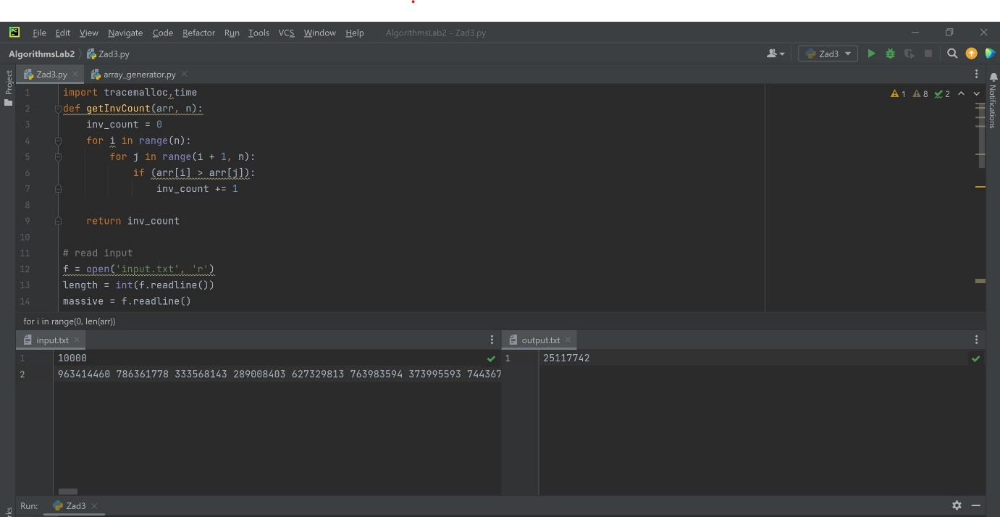 File Edit View Navigate Code Refactor Run Tools VCS Window Help AlgorithmsLab2 - Zad3.py
AlgorithmsLab2 Zad3.py Zad3
Project
Zad3.py array_generator.py
Notifications
1 8 2
1 import tracemalloc,time
2 def getInvCount(arr, n):
3 inv_count = 0
4 for i in range(n):
5 for j in range(i + 1, n):
6 if (arr[i] > arr[j]):
7 inv_count += 1
8
9 return inv_count
10
11 # read input
12 f = open('input.txt', 'r')
13 length = int(f.readline())
14 massive = f.readline()
for i in range(0, len(arr))
input.txt
1 10000
2 963414460 786361778 333568143 289008403 627329813 763983594 373995593 744367
output.txt
1 25117742
rks
Run: Zad3